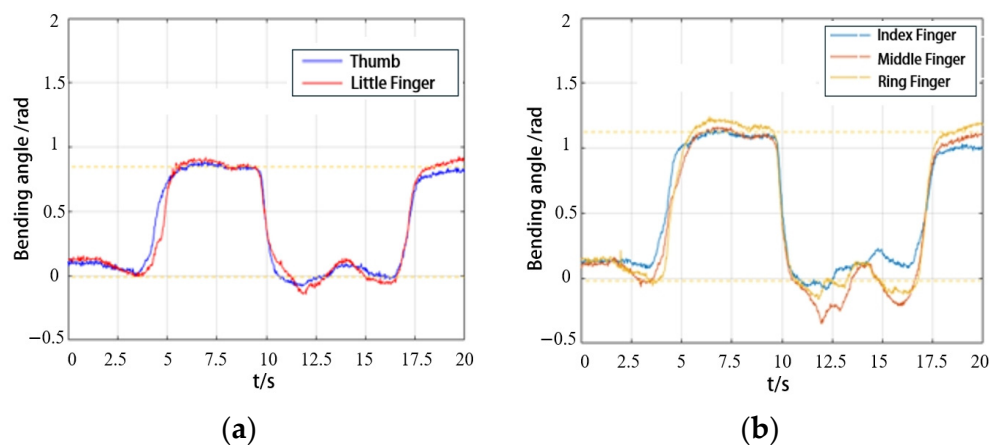 2
1.5
1
0.5
0
−0.5
Bending angle /rad
Thumb
Little Finger
0 2.5 5 7.5 10 12.5 15 17.5 20
t/s
(a)
2
1.5
1
0.5
0
−0.5
Bending angle /rad
Index Finger
Middle Finger
Ring Finger
0 2.5 5 7.5 10 12.5 15 17.5 20
t/s
(b)